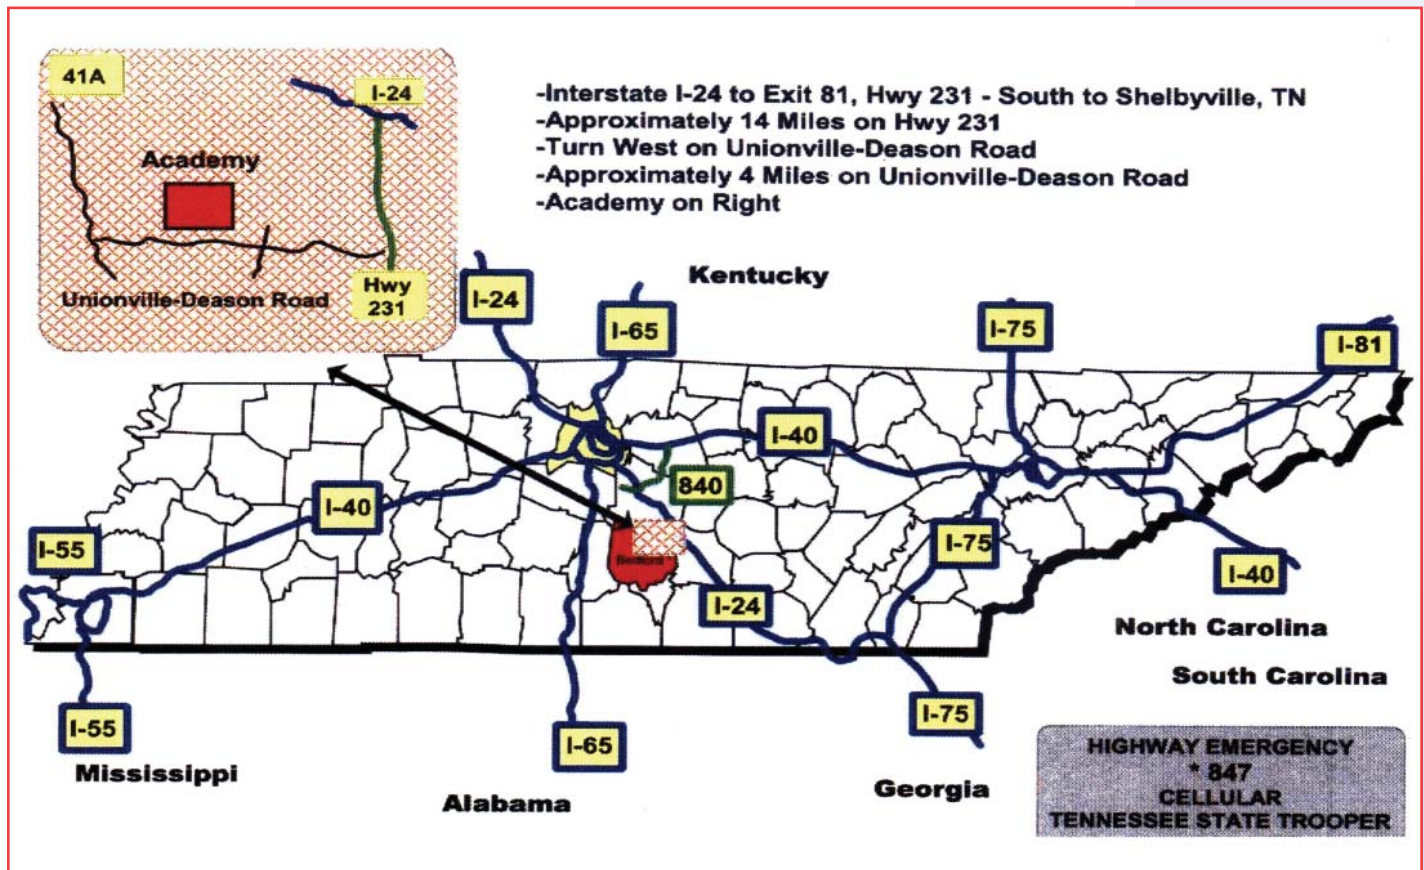 41A
I-24
Academy
Unionville-Deason Road
Hwy
231
-Interstate I-24 to Exit 81, Hwy 231 - South to Shelbyville, TN
-Approximately 14 Miles on Hwy 231
-Turn West on Unionville-Deason Road
-Approximately 4 Miles on Unionville-Deason Road
-Academy on Right
Kentucky
I-24
I-65
I-75
I-81
I-40
840
I-40
I-55
I-75
I-40
Bedford
I-24
North Carolina
South Carolina
I-55
I-65
I-75
Mississippi
Alabama
Georgia
HIGHWAY EMERGENCY
* 847
CELLULAR
TENNESSEE STATE TROOPER